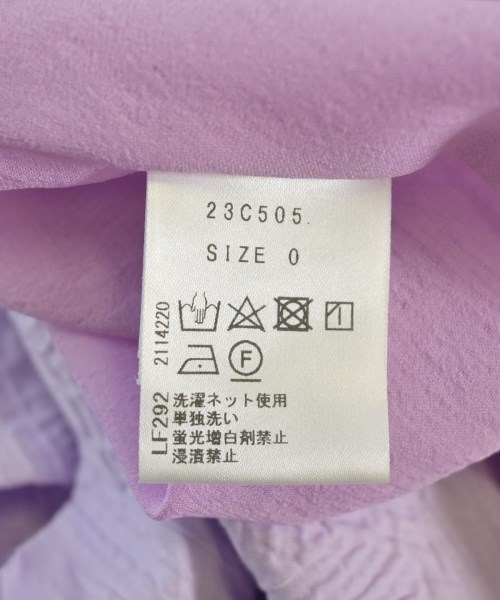 23C505.
SIZE 0
2114220
F
LF292
洗濯ネット使用
単独洗い
蛍光増白剤禁止
浸漬禁止